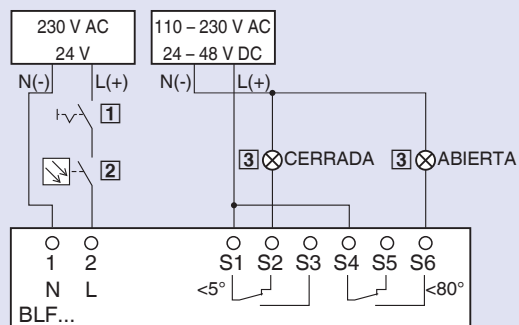 230 V AC
24 V
110 – 230 V AC
24 – 48 V DC
N(-) L(+)
N(-) L(+)
1
2
3 CERRADA
3 ABIERTA
1 2 S1 S2 S3 S4 S5 S6
N L <5° <80°
BLF...